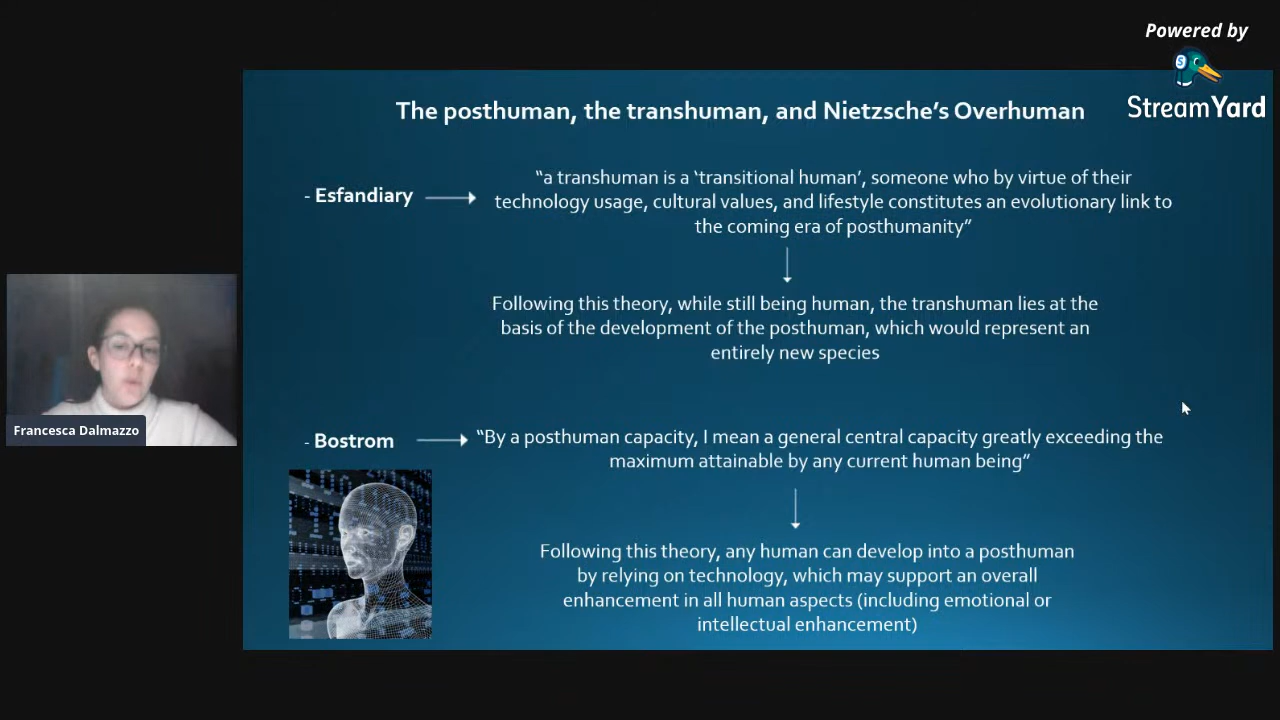 Powered by
StreamYard
The posthuman, the transhuman, and Nietzsche's Overhuman
- Esfandiary
“a transhuman is a ‘transitional human’, someone who by virtue of their
technology usage, cultural values, and lifestyle constitutes an evolutionary link to
the coming era of posthumanity”
Following this theory, while still being human, the transhuman lies at the
basis of the development of the posthuman, which would represent an
entirely new species
Francesca Dalmazzo
- Bostrom
“By a posthuman capacity, I mean a general central capacity greatly exceeding the
maximum attainable by any current human being”
Following this theory, any human can develop into a posthuman
by relying on technology, which may support an overall
enhancement in all human aspects (including emotional or
intellectual enhancement)